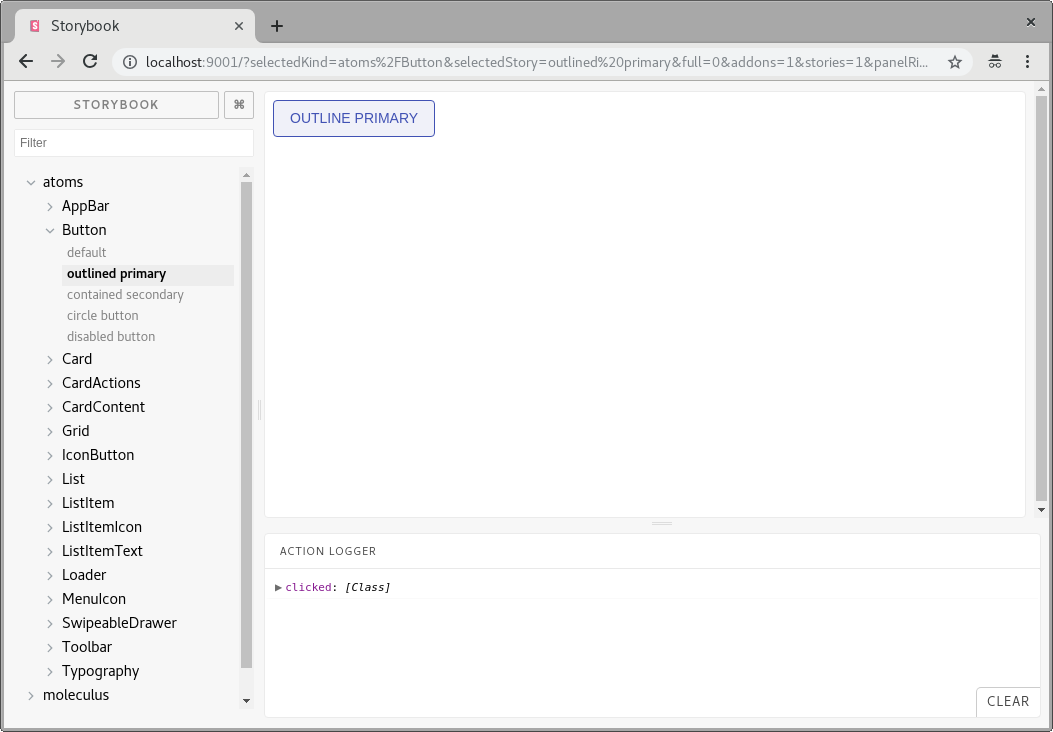 Storybook
localhost:9001/?selectedKind=atoms%2FButton&selectedStory=outlined%20primary&full=0&addons=1&stories=1&panelRi...
STORYBOOK
⌘
Filter
atoms
AppBar
Button
default
outlined primary
contained secondary
circle button
disabled button
Card
CardActions
CardContent
Grid
IconButton
List
ListItem
ListItemIcon
ListItemText
Loader
MenuIcon
SwipeableDrawer
Toolbar
Typography
moleculus
OUTLINE PRIMARY
ACTION LOGGER
clicked: [Class]
CLEAR